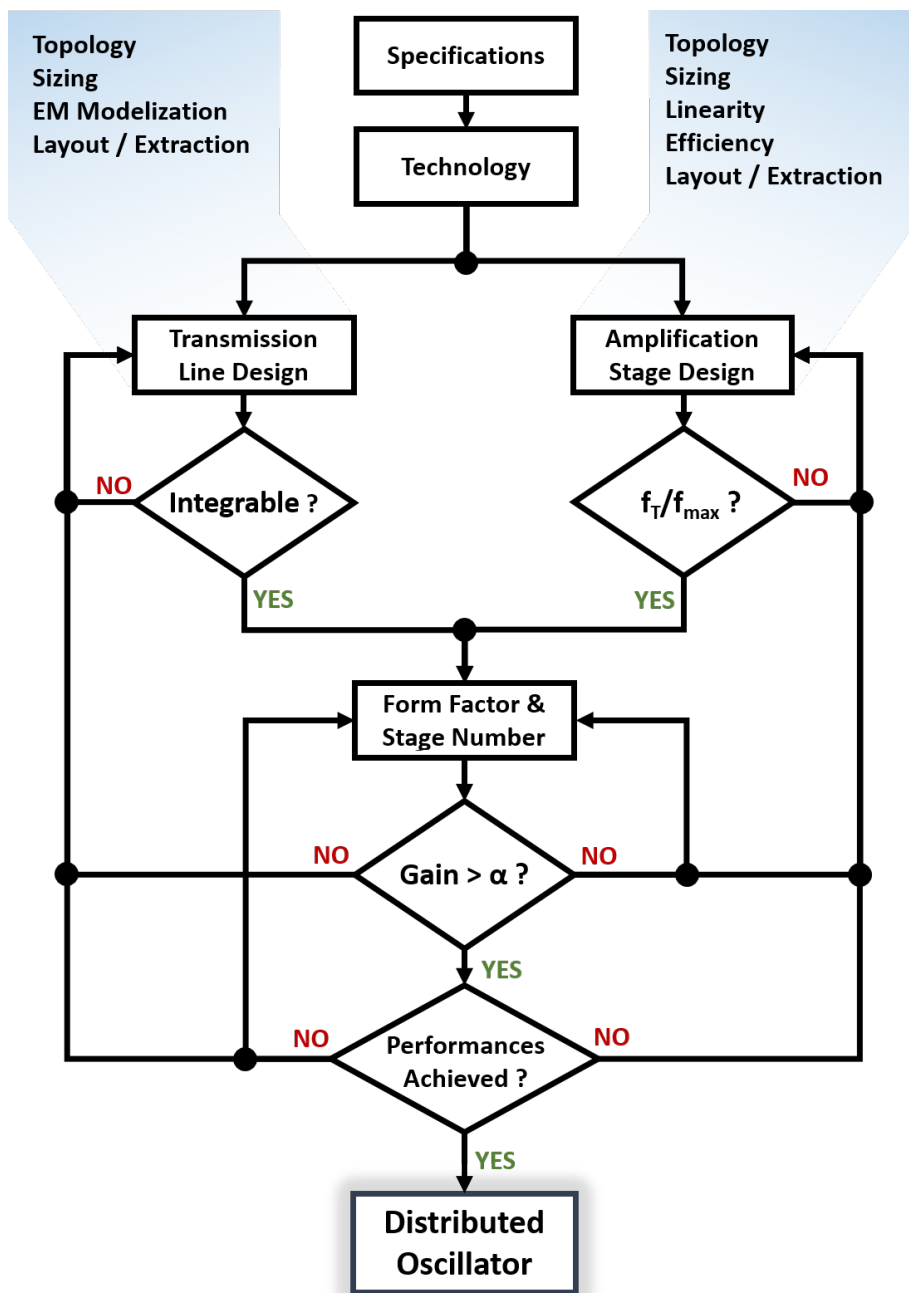 Topology
Sizing
EM Modelization
Layout / Extraction
Specifications
Technology
Topology
Sizing
Linearity
Efficiency
Layout / Extraction
Transmission
Line Design
Amplification
Stage Design
NO
Integrable ?
YES
fT/fmax ?
NO
YES
Form Factor &
Stage Number
NO
Gain > α ?
NO
YES
NO
Performances
Achieved ?
NO
YES
Distributed
Oscillator